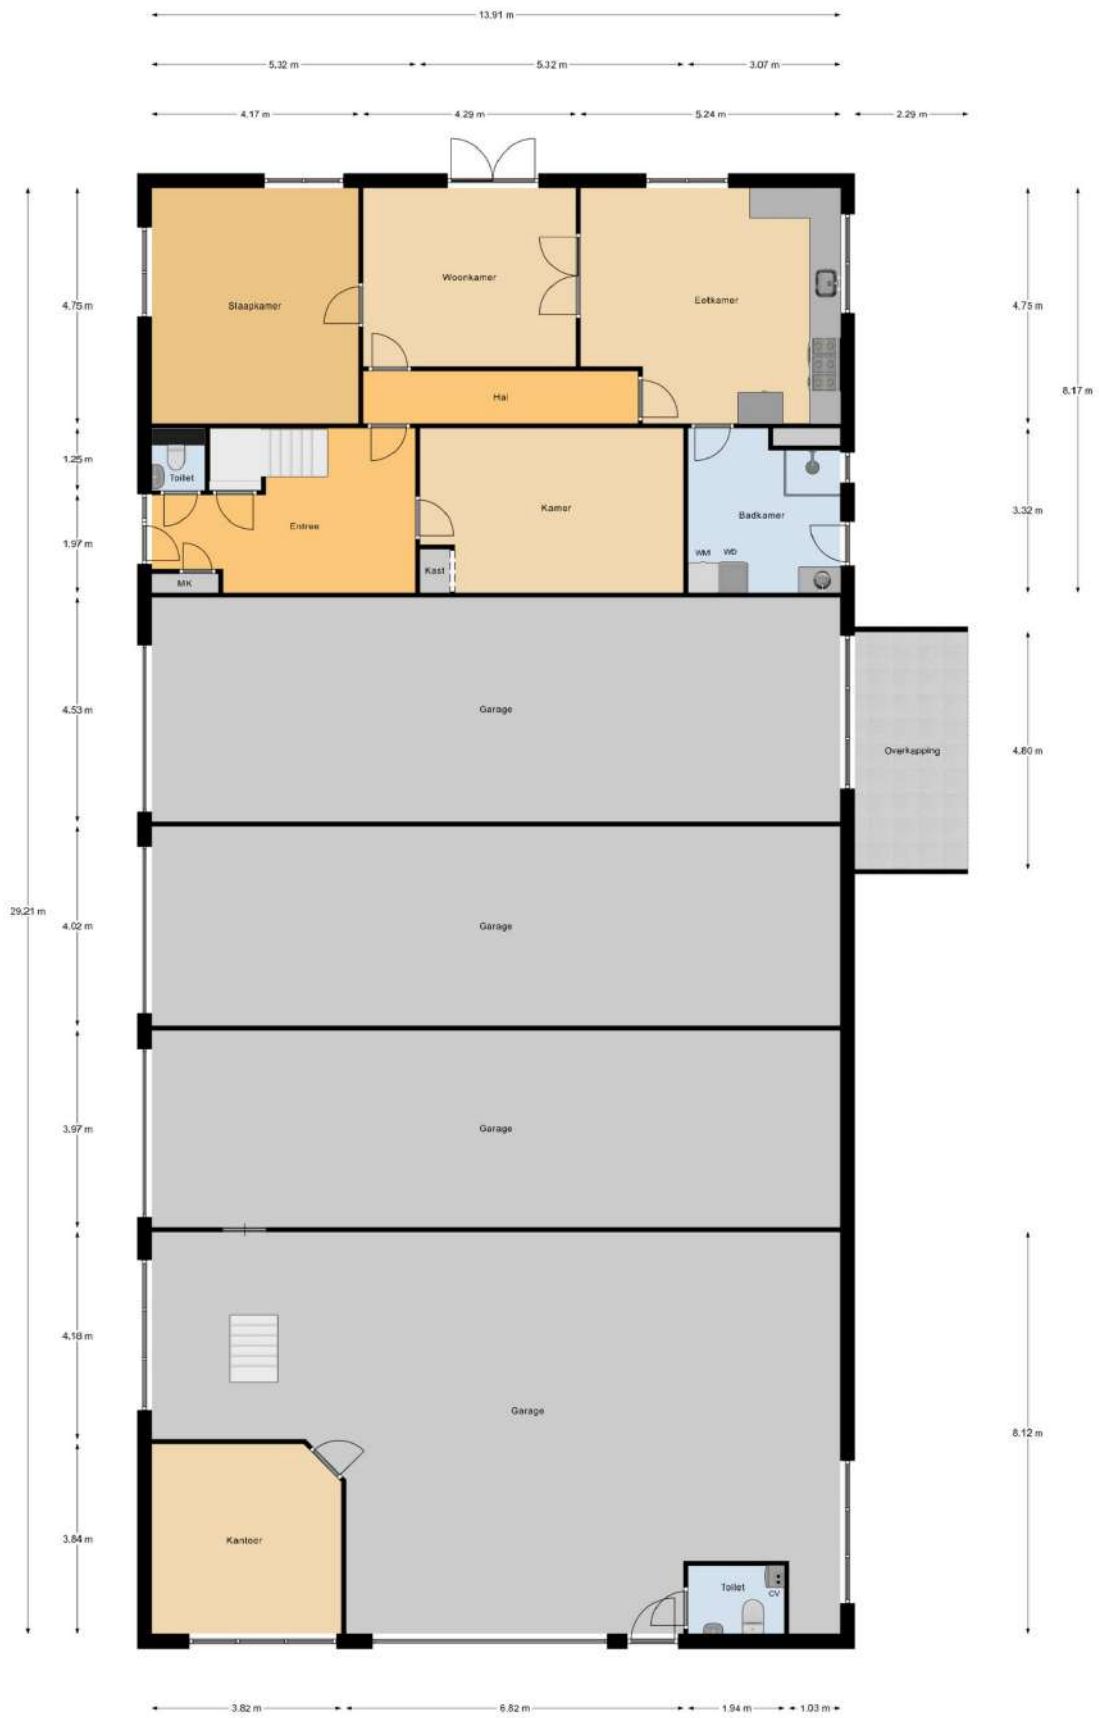 13.91 m
5.32 m
5.32 m
3.07 m
4.17 m
4.29 m
5.24 m
2.29 m
Slaapkamer
Woonkamer
Eetkamer
4.75 m
4.75 m
8.17 m
Hal
1.25 m
Toilet
Entree
Kamer
Badkamer
3.32 m
1.97 m
MK
Kast
WM
WD
4.53 m
Garage
Overkapping
4.80 m
29.21 m
4.02 m
Garage
3.97 m
Garage
4.18 m
Garage
8.12 m
3.84 m
Kantoor
Toilet
CV
3.82 m
6.82 m
1.94 m
1.03 m